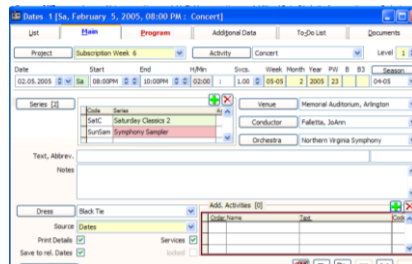 Dates 1 [Sa, February 5, 2005, 08:00 PM : Concert]
List Main Program Additional Data To-Do List Documents
Project Subscription Week 6 Activity Concert Level 1
Date Start End H/Min Svcs. Week Month Year PW B B3 Season
02.05.2005 Sa 08:00PM 10:00PM 02:00 : 1.00 05-05 2 2005 23 04-05
Series [2] Venue Memorial Auditorium, Arlington
Code Series
SatC Saturday Classics 2
SunSam Symphony Sampler
Conductor Falletta, JoAnn
Orchestra Northern Virginia Symphony
Text, Abbrev.
Notes
Dress Black Tie Add. Activities [0]
Order Name Text Code
Source Dates
Print Details Services
Save to rel. Dates locked